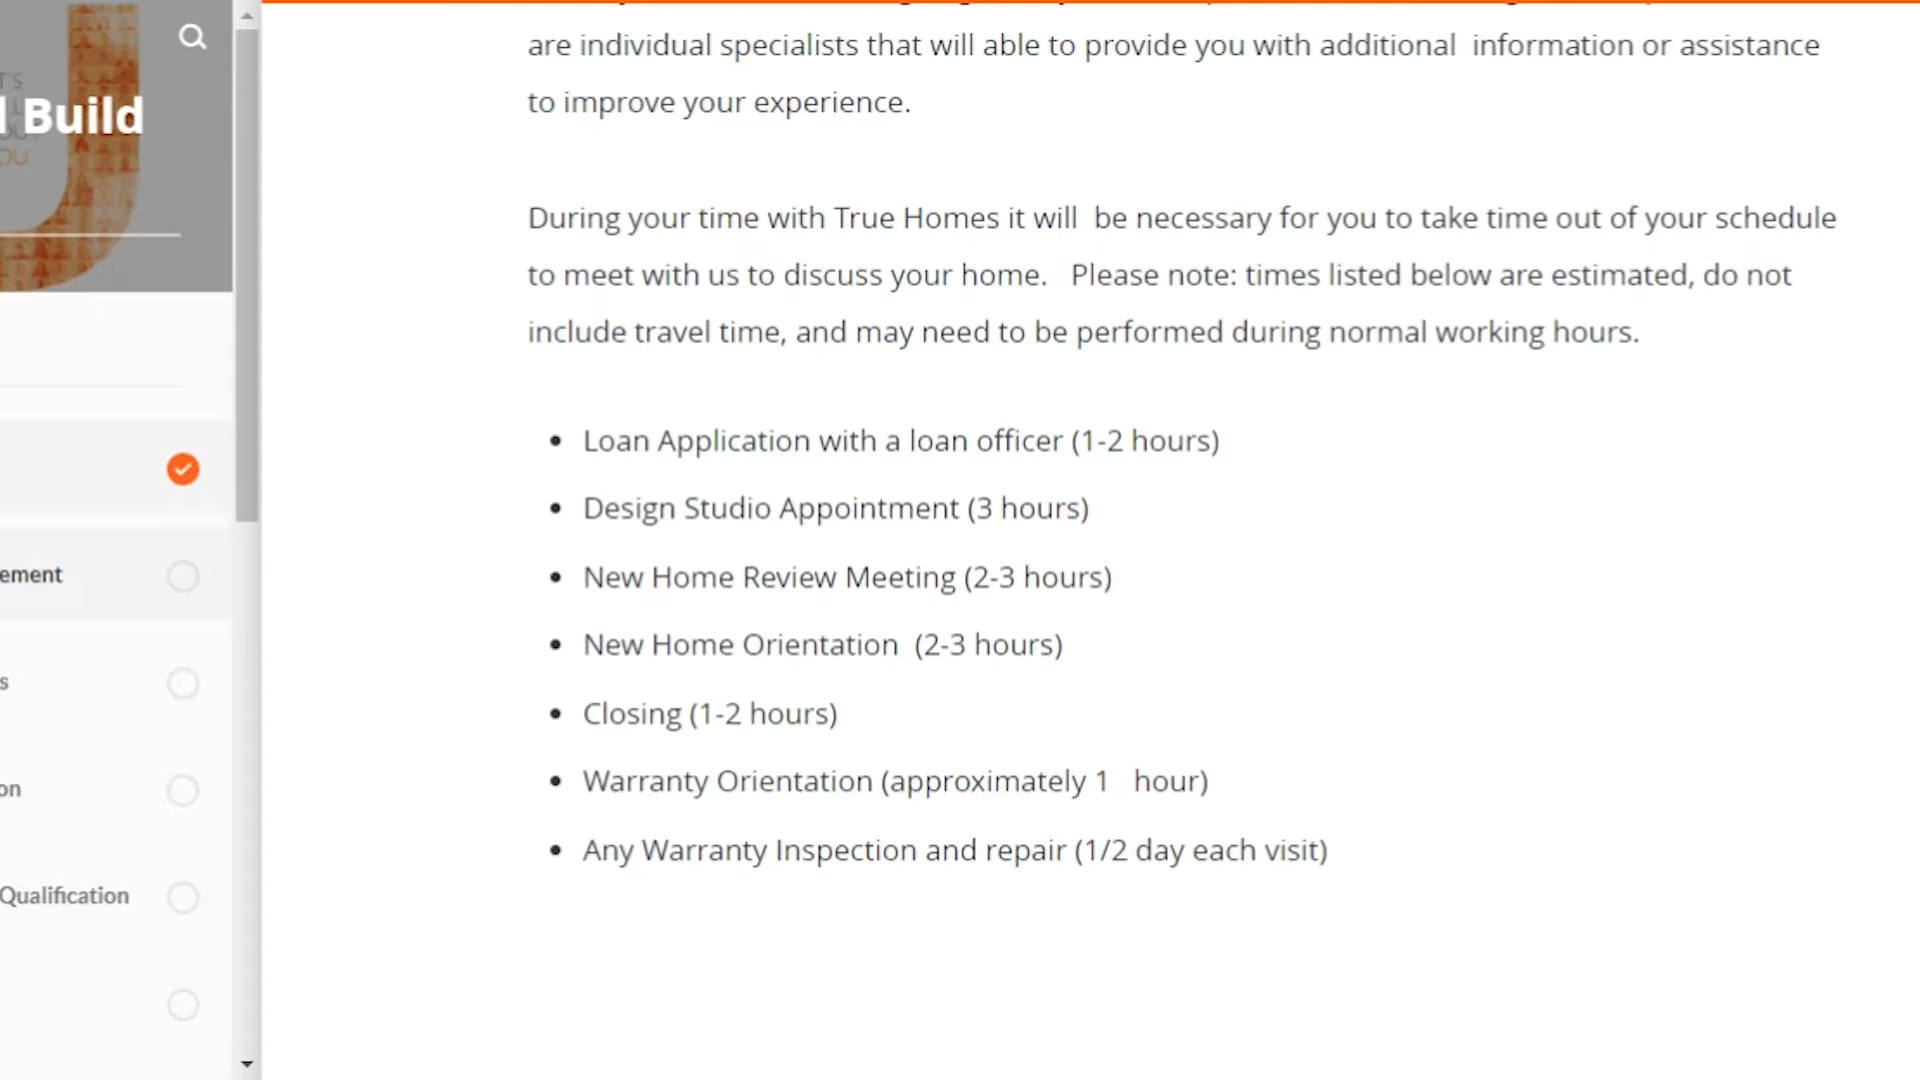 T'S
OU
l Build
are individual specialists that will able to provide you with additional information or assistance
to improve your experience.
During your time with True Homes it will be necessary for you to take time out of your schedule
to meet with us to discuss your home. Please note: times listed below are estimated, do not
include travel time, and may need to be performed during normal working hours.
• Loan Application with a loan officer (1-2 hours)
• Design Studio Appointment (3 hours)
• New Home Review Meeting (2-3 hours)
• New Home Orientation (2-3 hours)
• Closing (1-2 hours)
• Warranty Orientation (approximately 1 hour)
• Any Warranty Inspection and repair (1/2 day each visit)
ement
s
on
Qualification